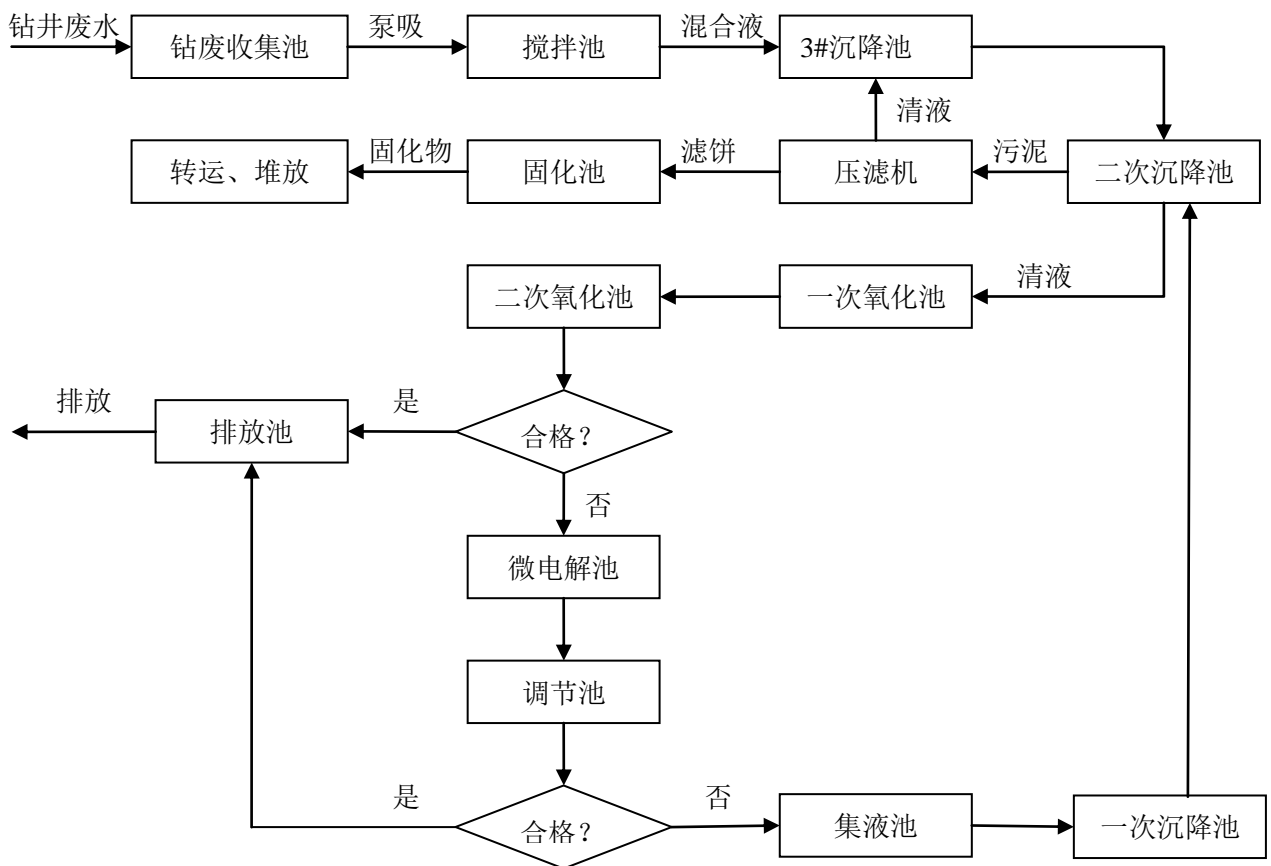 钻井废水
钻废收集池
泵吸
搅拌池
混合液
3#沉降池
清液
转运、堆放
固化物
固化池
滤饼
压滤机
污泥
二次沉降池
清液
二次氧化池
一次氧化池
排放
排放池
是
合格？
否
微电解池
调节池
是
合格？
否
集液池
一次沉降池